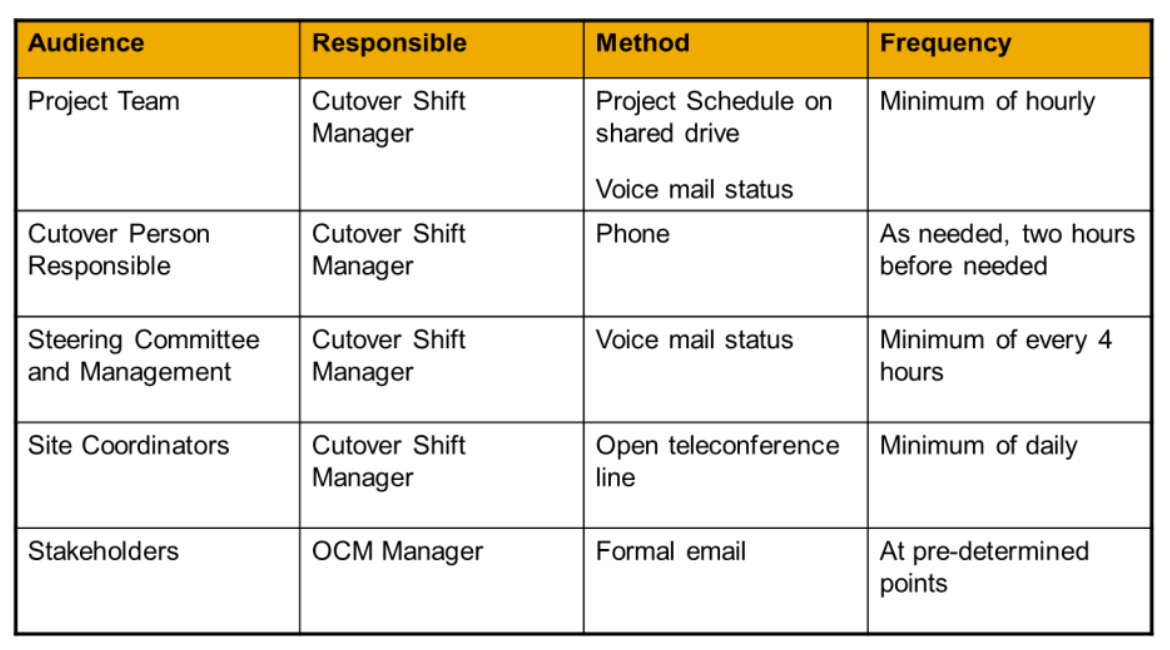 Audience Responsible Method Frequency
Project Team Cutover Shift Project Schedule on Minimum of hourly
Manager shared drive
Voice mail status
Cutover Person Cutover Shift Phone As needed, two hours
Responsible Manager before needed
Steering Committee Cutover Shift Voice mail status Minimum of every 4
and Management Manager hours
Site Coordinators Cutover Shift Open teleconference Minimum of daily
Manager line
Stakeholders OCM Manager Formal email At pre-determined
points